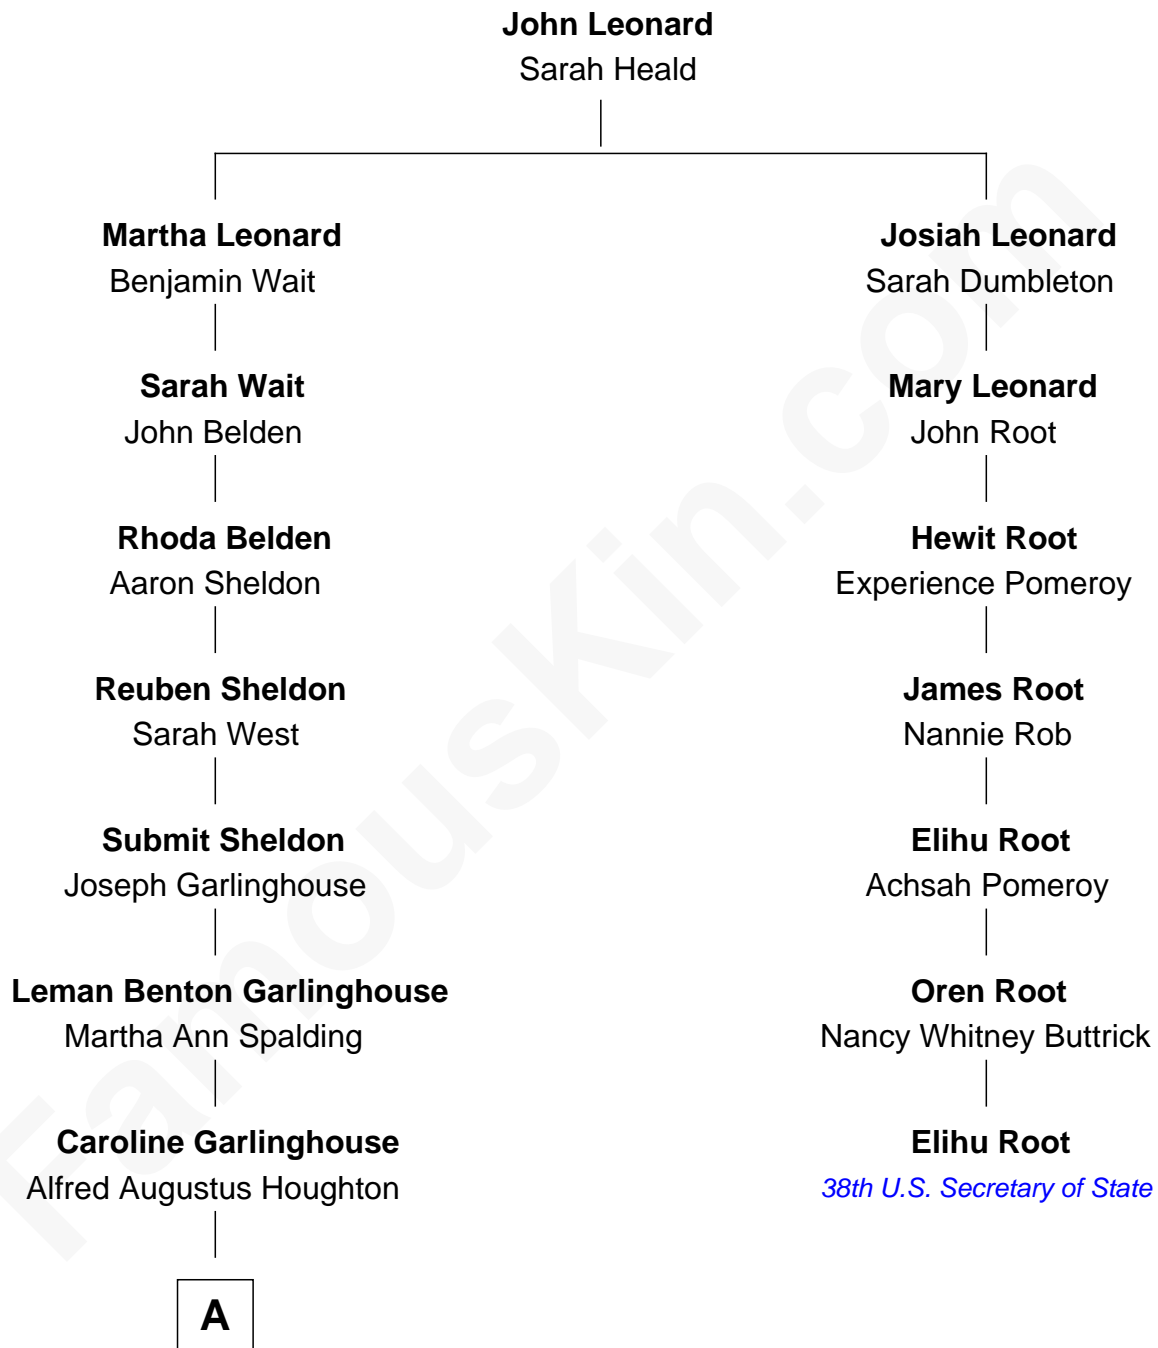 John Leonard
Sarah Heald
Martha Leonard
Benjamin Wait
Josiah Leonard
Sarah Dumbleton
Sarah Wait
John Belden
Mary Leonard
John Root
Rhoda Belden
Aaron Sheldon
Hewit Root
Experience Pomeroy
Reuben Sheldon
Sarah West
James Root
Nannie Rob
Submit Sheldon
Joseph Garlinghouse
Elihu Root
Achsah Pomeroy
Leman Benton Garlinghouse
Martha Ann Spalding
Oren Root
Nancy Whitney Buttrick
Caroline Garlinghouse
Alfred Augustus Houghton
Elihu Root
38th U.S. Secretary of State
A
FamousKin.com